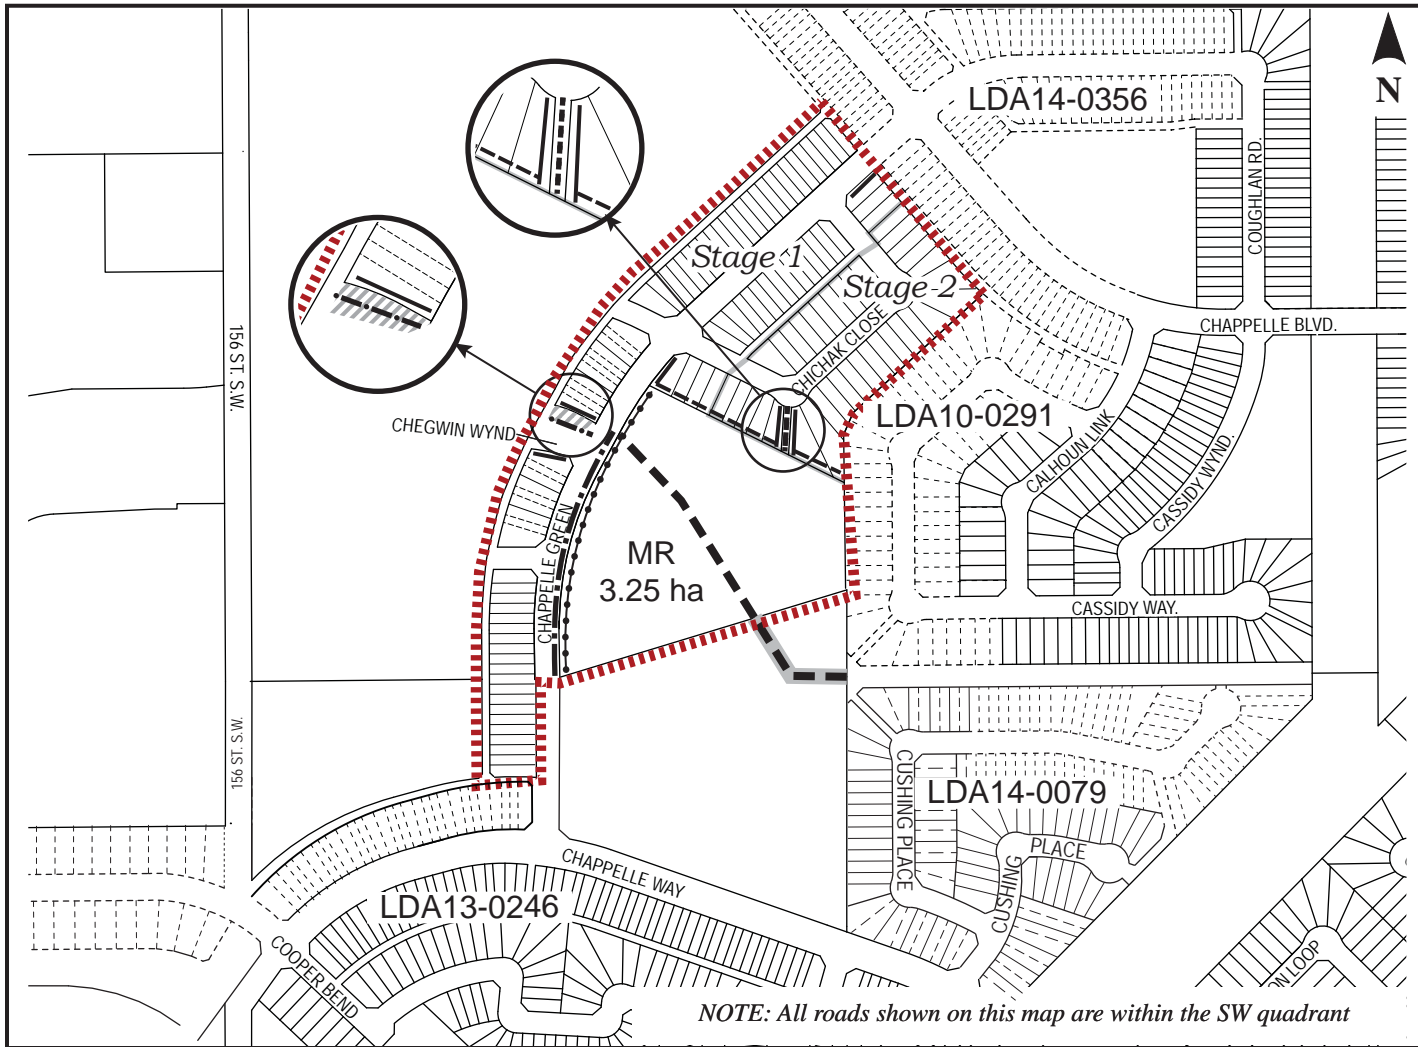 LDA14-0356
N
COUGHLAN RD.
Stage 1
Stage 2
156 ST. S.W.
CHAPPELLE BLVD.
CHICHAK CLOSE
LDA10-0291
CHEGWIN WYND
CALHOUN LINK
CASSIDY WYND.
CHAPPELLE GREEN
MR
3.25 ha
CASSIDY WAY.
156 ST. S.W.
CUSHING PLACE
LDA14-0079
CUSHING
PLACE
CHAPPELLE WAY
LDA13-0246
COOPER BEND
ON LOOP
NOTE: All roads shown on this map are within the SW quadrant